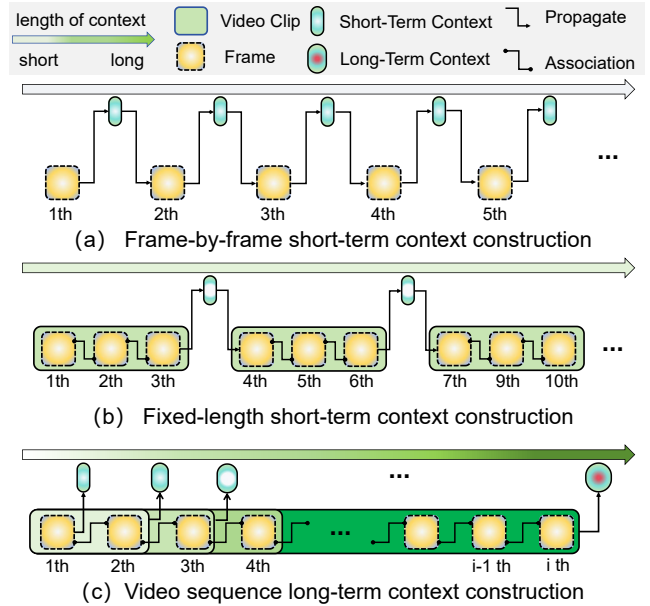 length of context
short long
Video Clip
Frame
Short-Term Context
Long-Term Context
Propagate
Association
1th 2th 3th 4th 5th ...
(a) Frame-by-frame short-term context construction
1th 2th 3th 4th 5th 6th 7th 9th 10th ...
(b) Fixed-length short-term context construction
...
...
1th 2th 3th 4th i-1 th i th
(c) Video sequence long-term context construction